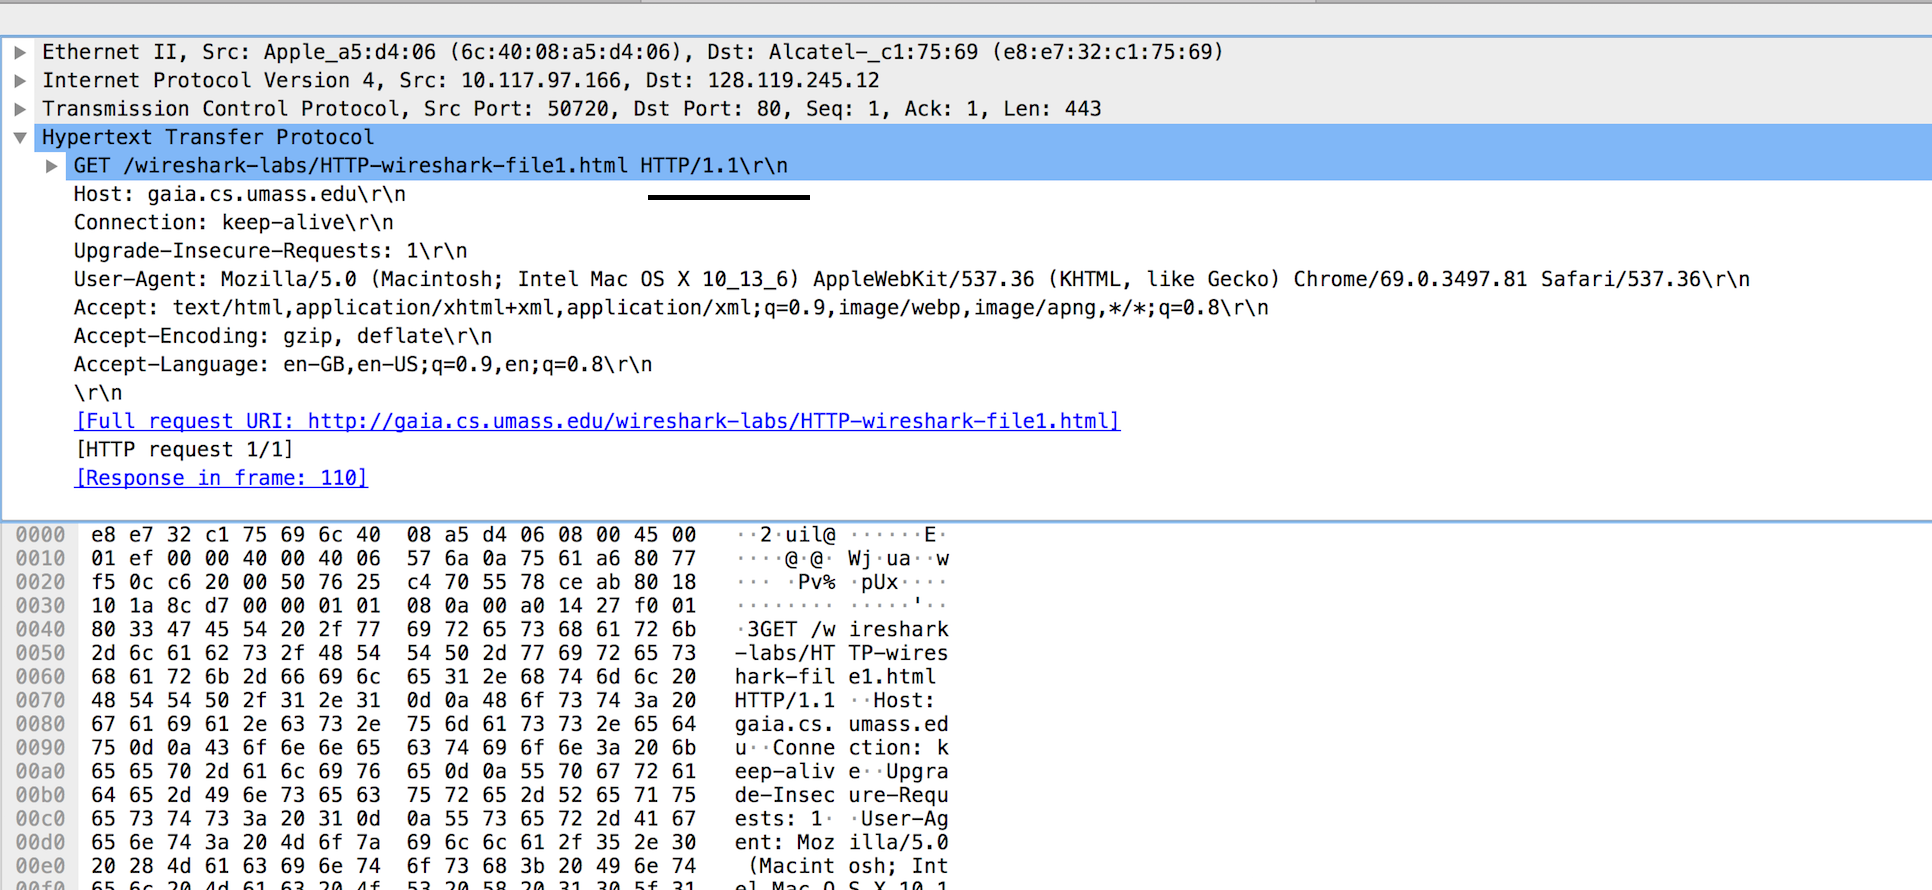 Ethernet II, Src: Apple_a5:d4:06 (6c:40:08:a5:d4:06), Dst: Alcatel-_c1:75:69 (e8:e7:32:c1:75:69)
Internet Protocol Version 4, Src: 10.117.97.166, Dst: 128.119.245.12
Transmission Control Protocol, Src Port: 50720, Dst Port: 80, Seq: 1, Ack: 1, Len: 443
Hypertext Transfer Protocol
GET /wireshark-labs/HTTP-wireshark-file1.html HTTP/1.1\r\n
Host: gaia.cs.umass.edu\r\n
Connection: keep-alive\r\n
Upgrade-Insecure-Requests: 1\r\n
User-Agent: Mozilla/5.0 (Macintosh; Intel Mac OS X 10_13_6) AppleWebKit/537.36 (KHTML, like Gecko) Chrome/69.0.3497.81 Safari/537.36\r\n
Accept: text/html,application/xhtml+xml,application/xml;q=0.9,image/webp,image/apng,*/*;q=0.8\r\n
Accept-Encoding: gzip, deflate\r\n
Accept-Language: en-GB,en-US;q=0.9,en;q=0.8\r\n
\r\n
[Full request URI: http://gaia.cs.umass.edu/wireshark-labs/HTTP-wireshark-file1.html]
[HTTP request 1/1]
[Response in frame: 110]
0000 e8 e7 32 c1 75 69 6c 40 08 a5 d4 06 08 00 45 00 ··2·uil@ ······E·
0010 01 ef 00 00 40 00 40 06 57 6a 0a 75 61 a6 80 77 ····@·@· Wj·ua··w
0020 f5 0c c6 20 00 50 76 25 c4 70 55 78 ce ab 80 18 ··· ·Pv% ·pUx····
0030 10 1a 8c d7 00 00 01 01 08 0a 00 a0 14 27 f0 01 ········ ·····'··
0040 80 33 47 45 54 20 2f 77 69 72 65 73 68 61 72 6b ·3GET /w ireshark
0050 2d 6c 61 62 73 2f 48 54 54 50 2d 77 69 72 65 73 -labs/HT TP-wires
0060 68 61 72 6b 2d 66 69 6c 65 31 2e 68 74 6d 6c 20 hark-fil e1.html
0070 48 54 54 50 2f 31 2e 31 0d 0a 48 6f 73 74 3a 20 HTTP/1.1 ··Host:
0080 67 61 69 61 2e 63 73 2e 75 6d 61 73 73 2e 65 64 gaia.cs. umass.ed
0090 75 0d 0a 43 6f 6e 6e 65 63 74 69 6f 6e 3a 20 6b u··Conne ction: k
00a0 65 65 70 2d 61 6c 69 76 65 0d 0a 55 70 67 72 61 eep-aliv e··Upgra
00b0 64 65 2d 49 6e 73 65 63 75 72 65 2d 52 65 71 75 de-Insec ure-Requ
00c0 65 73 74 73 3a 20 31 0d 0a 55 73 65 72 2d 41 67 ests: 1· ·User-Ag
00d0 65 6e 74 3a 20 4d 6f 7a 69 6c 6c 61 2f 35 2e 30 ent: Moz illa/5.0
00e0 20 28 4d 61 63 69 6e 74 6f 73 68 3b 20 49 6e 74 (Macint osh; Int
00f0 65 6c 20 4d 61 63 20 4f 53 20 58 20 31 30 5f 31 el Mac O S X 10_1